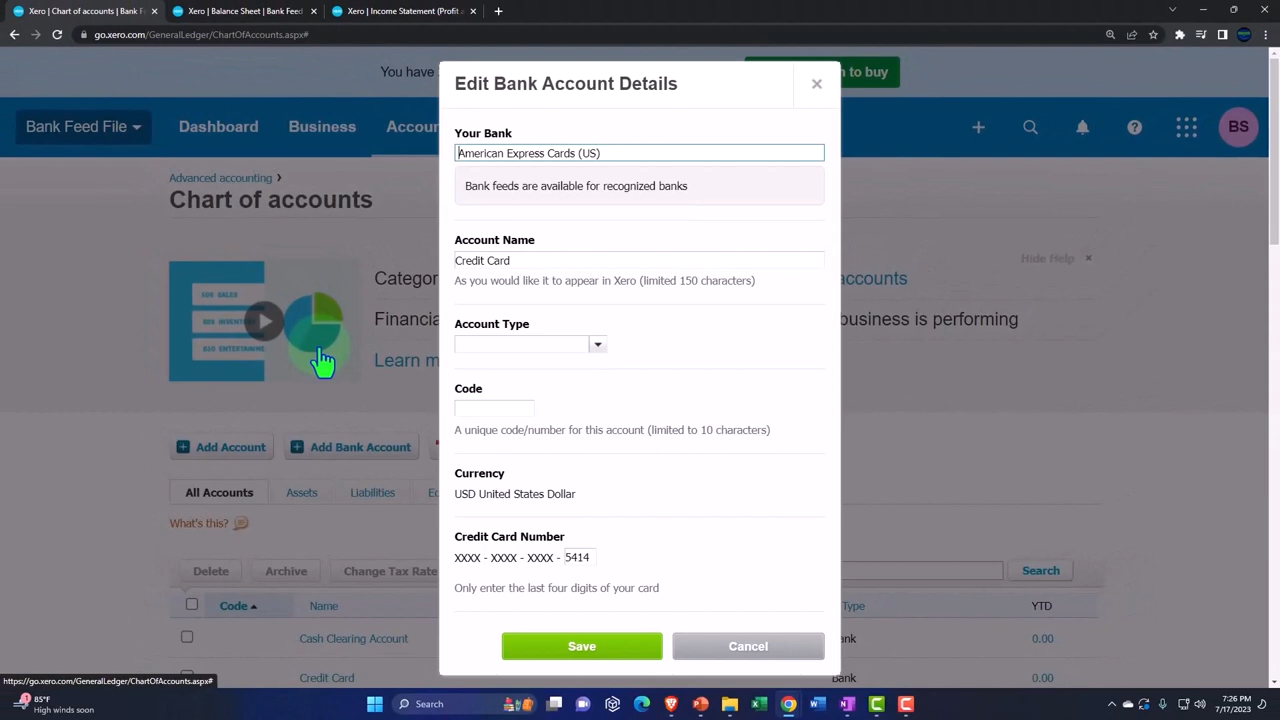 Xero | Chart of accounts | Bank F
Xero | Balance Sheet | Bank Feed
Xero | Income Statement (Profit
go.xero.com/GeneralLedger/ChartOfAccounts.aspx#
You have
to buy
Bank Feed File
Dashboard
Business
Accou
BS
Advanced accounting
Chart of accounts
Hide Help
500 SALES
Categor
accounts
Financia
business is performing
Learn m
Add Account
Add Bank Account
All Accounts
Assets
Liabilities
What's this?
Delete
Archive
Change Tax Rate
Search
Code
Name
Type
YTD
Cash Clearing Account
ank
0.00
Credit Card
ank
0.00
Edit Bank Account Details
Your Bank
American Express Cards (US)
Bank feeds are available for recognized banks
Account Name
Credit Card
As you would like it to appear in Xero (limited 150 characters)
Account Type
Code
A unique code/number for this account (limited to 10 characters)
Currency
USD United States Dollar
Credit Card Number
XXXX - XXXX - XXXX - 5414
Only enter the last four digits of your card
Save
Cancel
https://go.xero.com/GeneralLedger/ChartOfAccounts.aspx#
85°F
High winds soon
Search
7:26 PM
7/17/2023